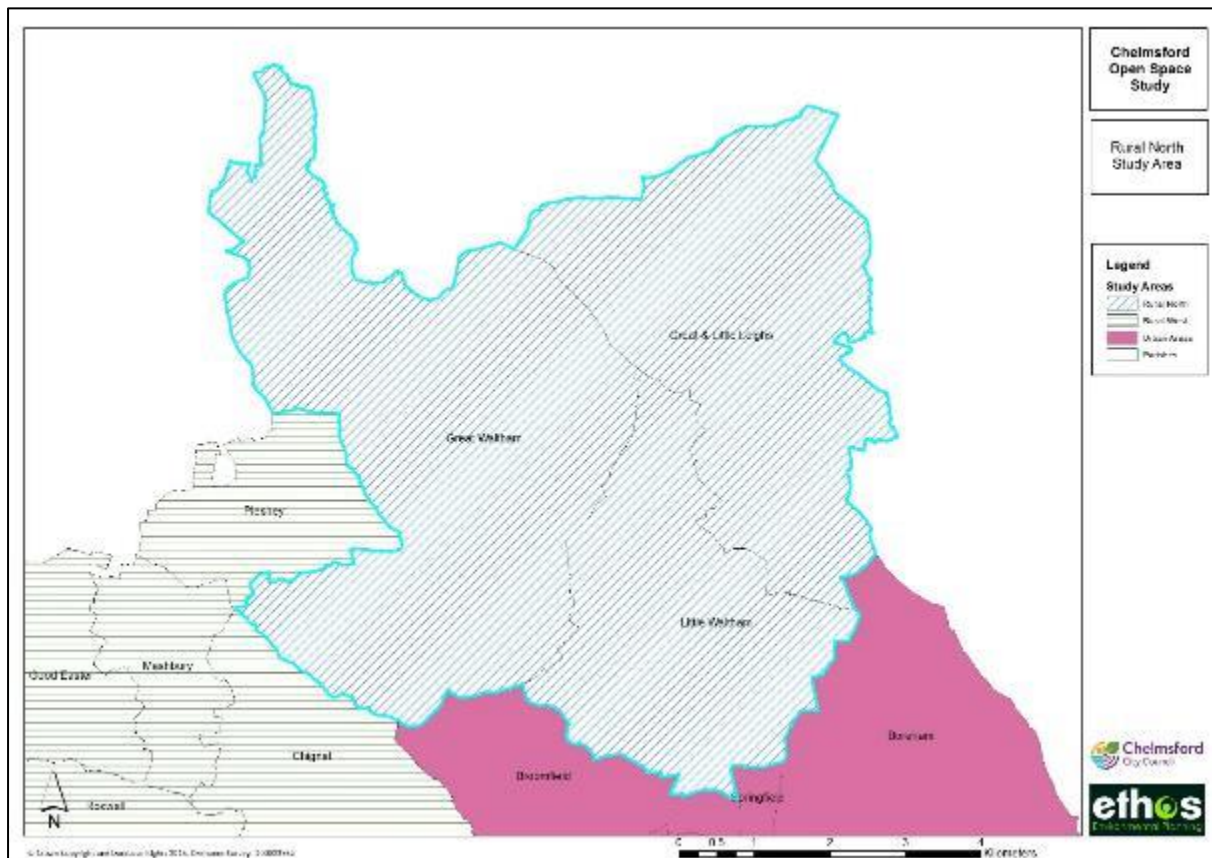 Chelmsford
Open Space
Study
Rural North
Study Area
Legend
Study Areas
Rural North
Rural West
Urban Areas
Parishes
Great & Little Leighs
Great Waltham
Pleshey
Little Waltham
Mashbury
Good Easter
Chignal
Boreham
Broomfield
Springfield
Roxwell
N
0 0.5 1 2 3 4
Kilometers
Chelmsford
City Council
ethos
Environmental Planning